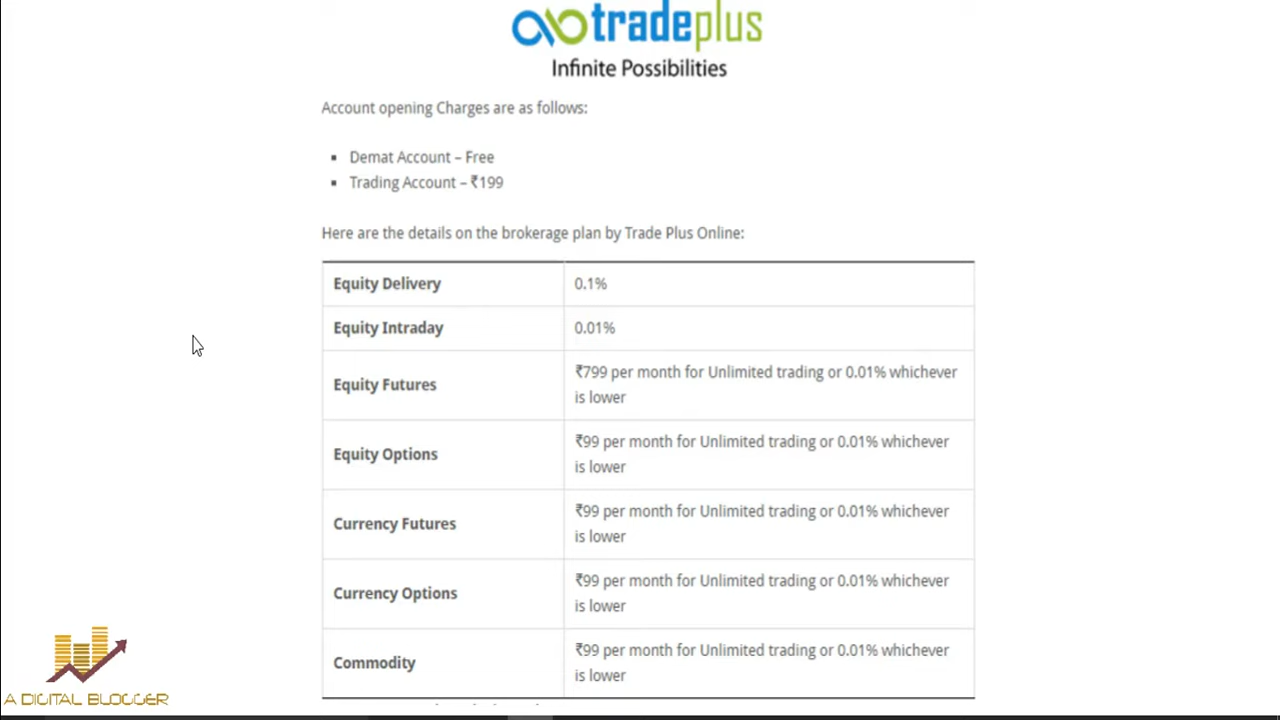 tradeplus
Infinite Possibilities
Account opening Charges are as follows:
▪ Demat Account – Free
▪ Trading Account – ₹199
Here are the details on the brokerage plan by Trade Plus Online:
Equity Delivery 0.1%
Equity Intraday 0.01%
Equity Futures ₹799 per month for Unlimited trading or 0.01% whichever
is lower
Equity Options ₹99 per month for Unlimited trading or 0.01% whichever
is lower
Currency Futures ₹99 per month for Unlimited trading or 0.01% whichever
is lower
Currency Options ₹99 per month for Unlimited trading or 0.01% whichever
is lower
Commodity ₹99 per month for Unlimited trading or 0.01% whichever
is lower
A DIGITAL BLOGGER